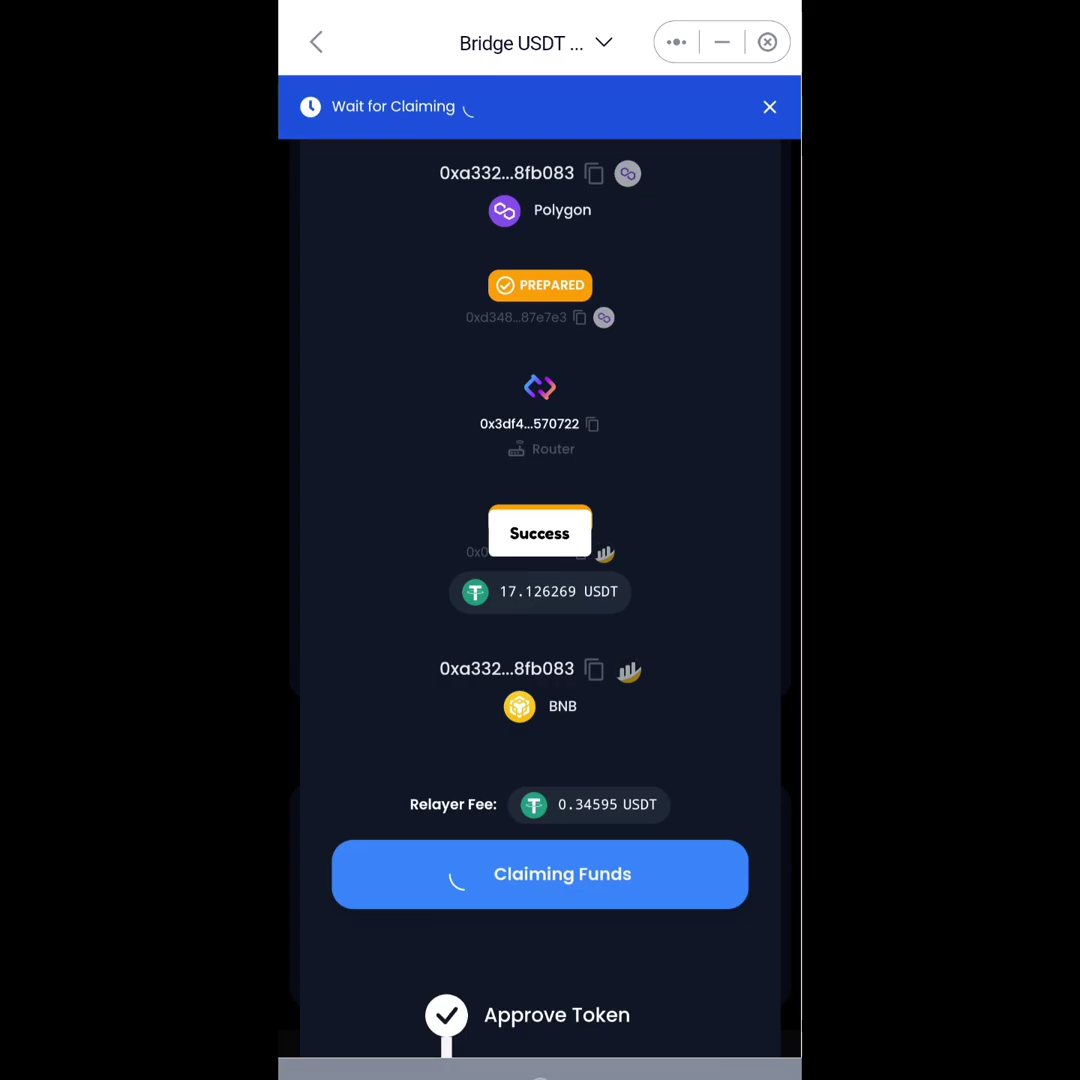 Bridge USDT ...
Wait for Claiming
0xa332...8fb083
Polygon
PREPARED
0xd348...87e7e3
0x3df4...570722
Router
Success
0x0
17.126269 USDT
0xa332...8fb083
BNB
Relayer Fee: 0.34595 USDT
Claiming Funds
Approve Token